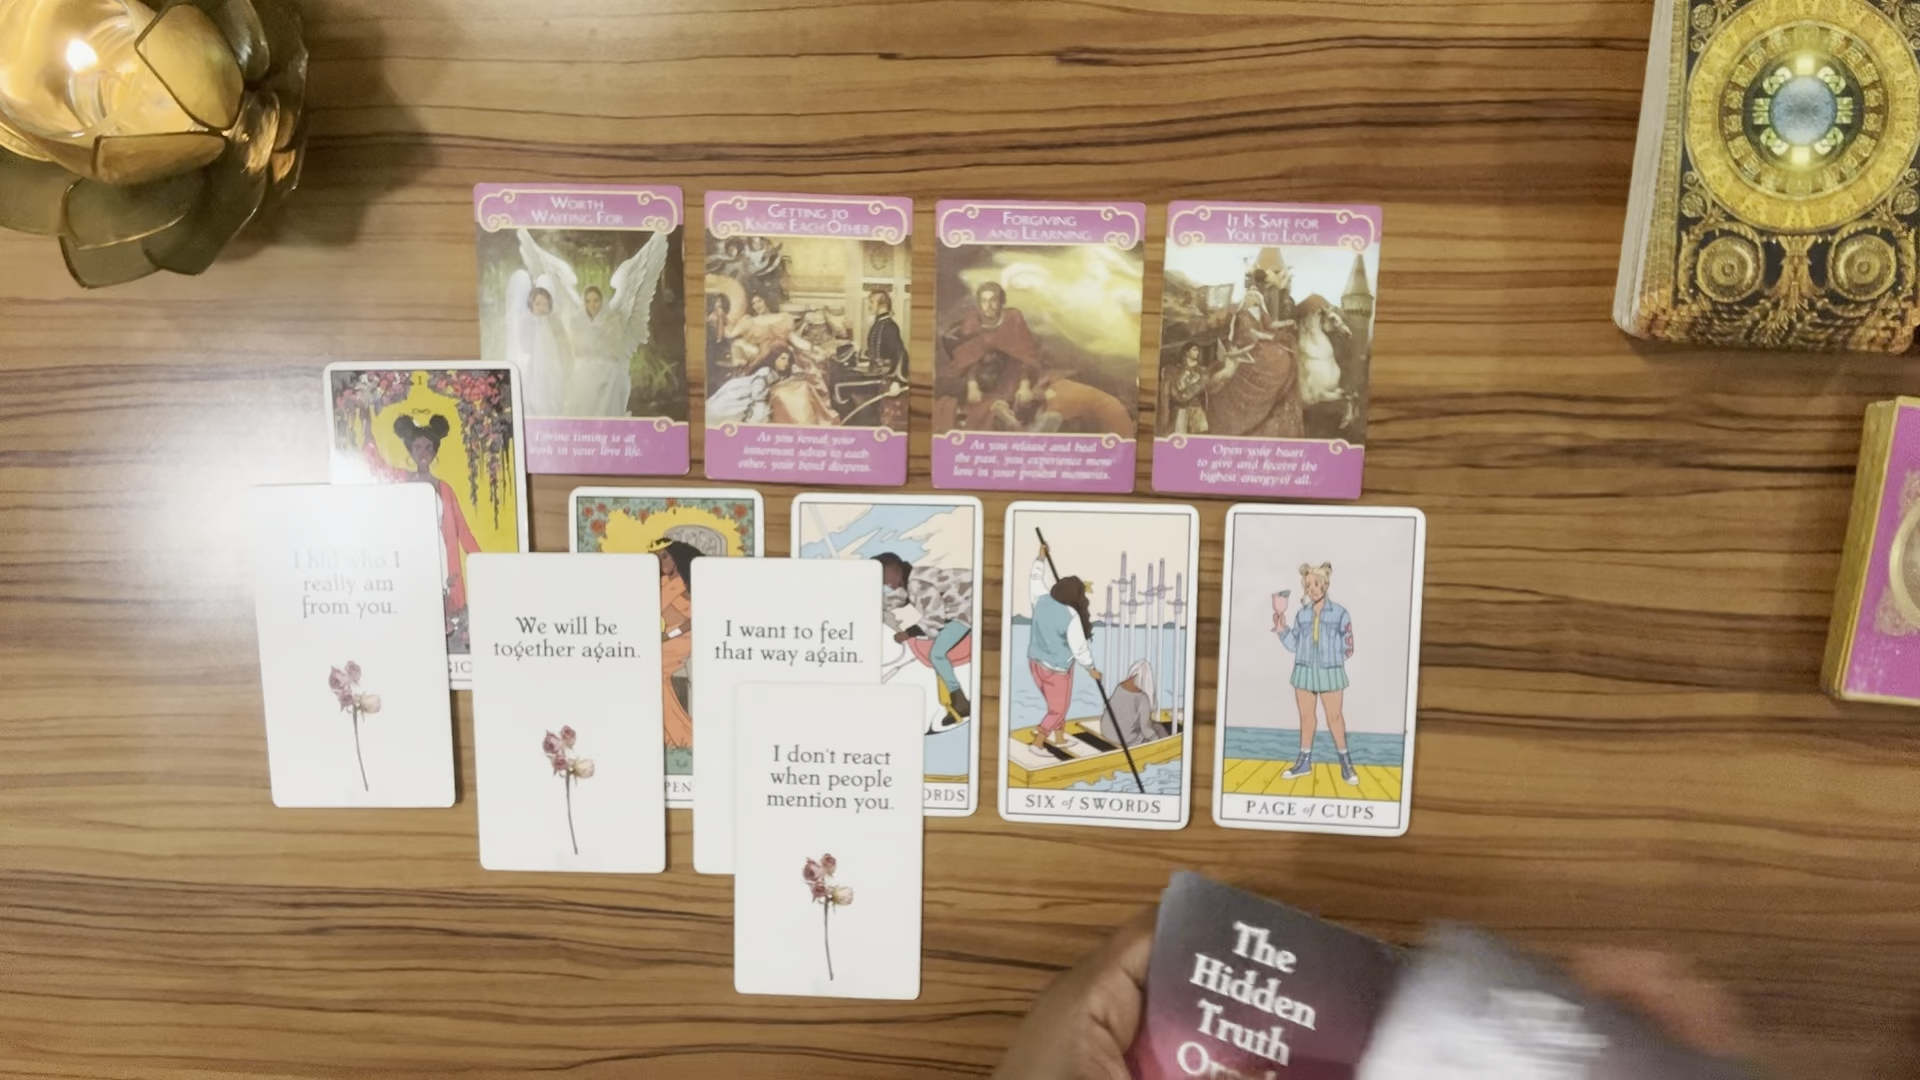 WORTH
WAITING FOR
Divine timing is at
work in your love life.
GETTING TO
KNOW EACH OTHER
As you reveal your
innermost selves to each
other, your bond deepens.
FORGIVING
AND LEARNING
As you release and heal
the past, you experience more
love in your present moments.
IT IS SAFE FOR
YOU TO LOVE
Open your heart
to give and receive the
highest energy of all.
I
I hid who I
really am
from you.
We will be
together again.
I want to feel
that way again.
I don't react
when people
mention you.
SIX of SWORDS
PAGE of CUPS
The
Hidden
Truth